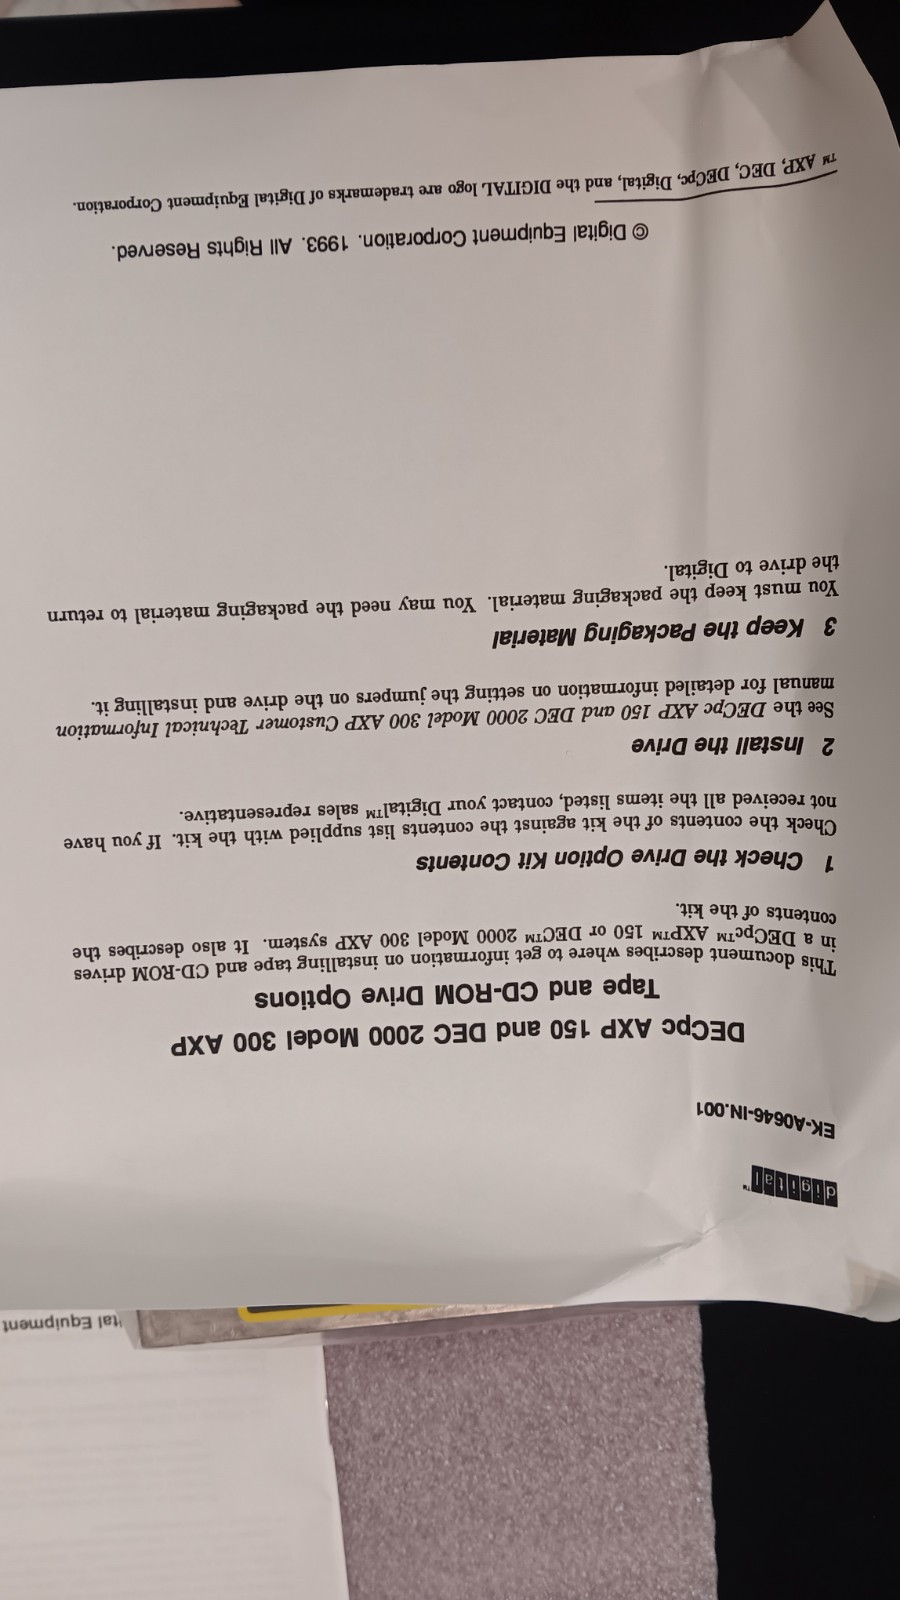 digital™
EK-A0646-IN.001
DECpc AXP 150 and DEC 2000 Model 300 AXP
Tape and CD-ROM Drive Options
This document describes where to get information on installing tape and CD-ROM drives
in a DECpc™ AXP™ 150 or DEC™ 2000 Model 300 AXP system. It also describes the
contents of the kit.
1 Check the Drive Option Kit Contents
Check the contents of the kit against the contents list supplied with the kit. If you have
not received all the items listed, contact your Digital™ sales representative.
2 Install the Drive
See the DECpc AXP 150 and DEC 2000 Model 300 AXP Customer Technical Information
manual for detailed information on setting the jumpers on the drive and installing it.
3 Keep the Packaging Material
You must keep the packaging material. You may need the packaging material to return
the drive to Digital.
© Digital Equipment Corporation. 1993. All Rights Reserved.
™ AXP, DEC, DECpc, Digital, and the DIGITAL logo are trademarks of Digital Equipment Corporation.
tal Equipment